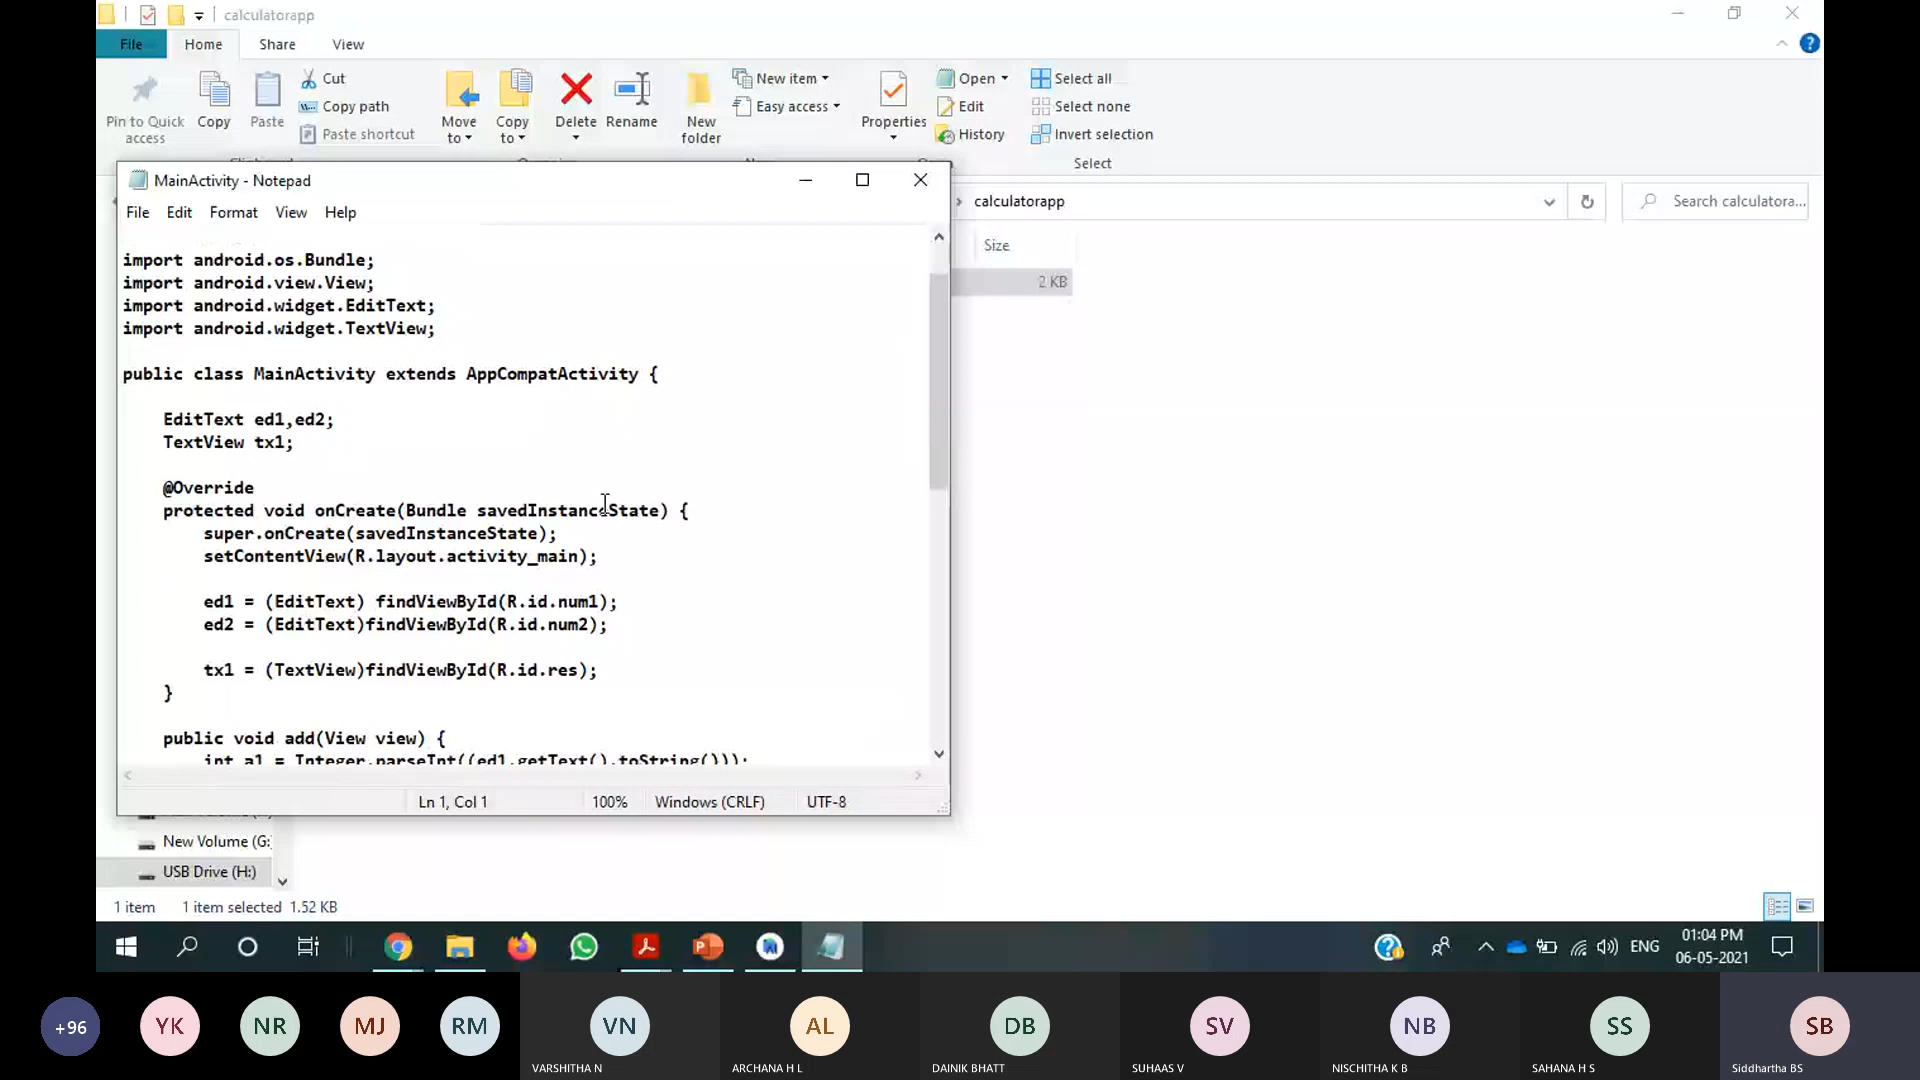 calculatorapp
File Home Share View
Pin to Quick access
Copy
Paste
Cut
Copy path
Paste shortcut
Move to
Copy to
Delete
Rename
New folder
New item
Easy access
Properties
Open
Edit
History
Select all
Select none
Invert selection
Select
MainActivity - Notepad
File Edit Format View Help
calculatorapp
Search calculatora...
Size
2 KB
import android.os.Bundle;
import android.view.View;
import android.widget.EditText;
import android.widget.TextView;
public class MainActivity extends AppCompatActivity {
EditText ed1,ed2;
TextView tx1;
@Override
protected void onCreate(Bundle savedInstanceState) {
super.onCreate(savedInstanceState);
setContentView(R.layout.activity_main);
ed1 = (EditText) findViewById(R.id.num1);
ed2 = (EditText)findViewById(R.id.num2);
tx1 = (TextView)findViewById(R.id.res);
}
public void add(View view) {
int a1 = Integer.parseInt((ed1.getText().toString()));
Ln 1, Col 1 100% Windows (CRLF) UTF-8
New Volume (G:
USB Drive (H:)
1 item 1 item selected 1.52 KB
ENG
01:04 PM
06-05-2021
+96 YK NR MJ RM VN AL DB SV NB SS SB
VARSHITHA N ARCHANA H L DAINIK BHATT SUHAAS V NISCHITHA K B SAHANA H S Siddhartha BS